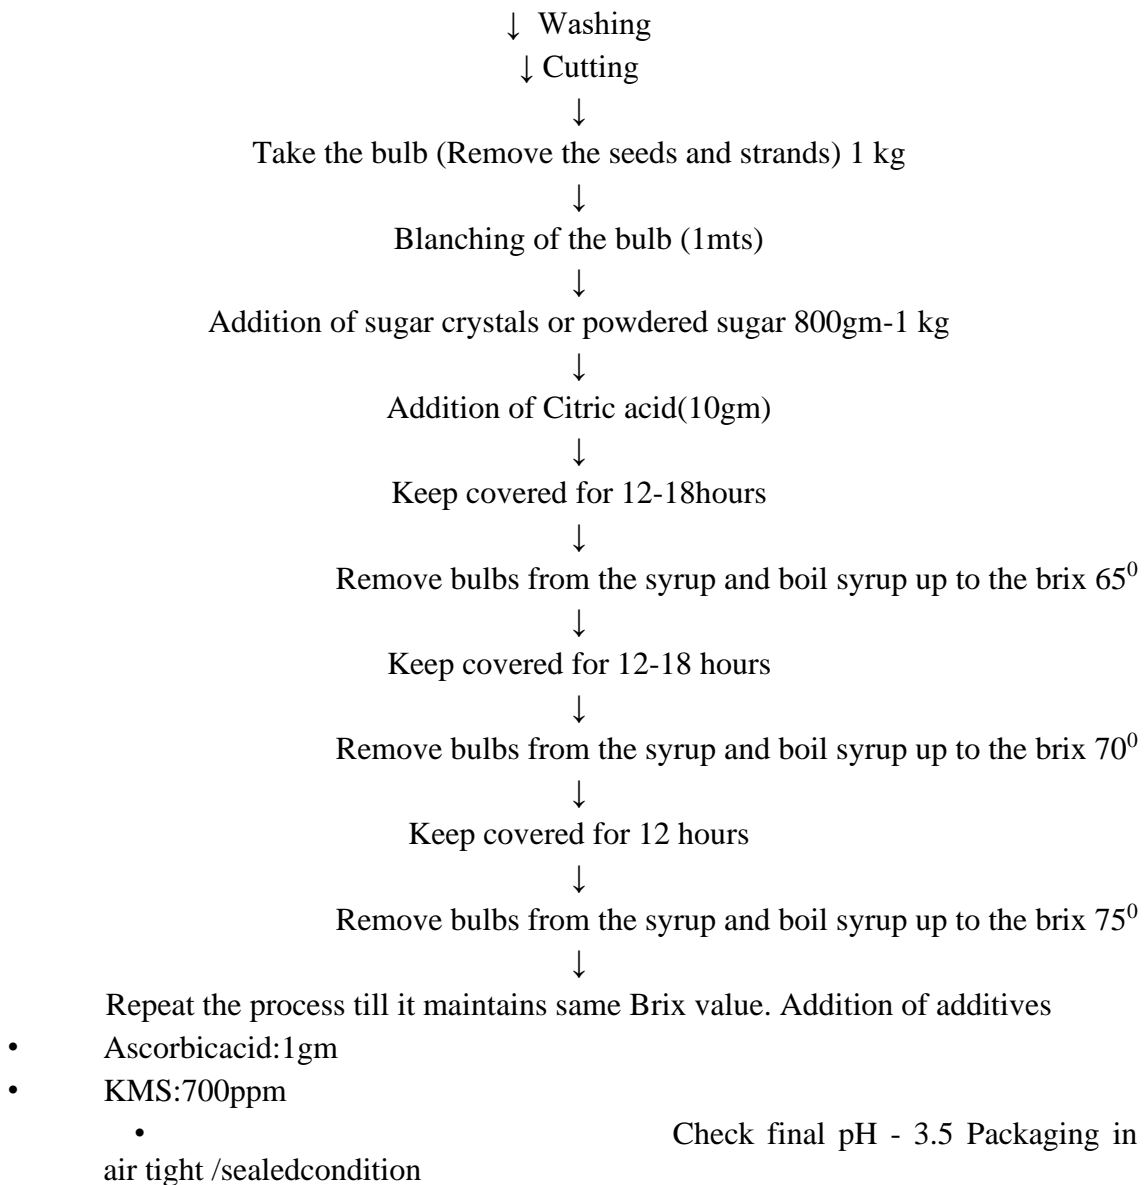 ↓ Washing
↓ Cutting
↓
Take the bulb (Remove the seeds and strands) 1 kg
↓
Blanching of the bulb (1mts)
↓
Addition of sugar crystals or powdered sugar 800gm-1 kg
↓
Addition of Citric acid(10gm)
↓
Keep covered for 12-18hours
↓
Remove bulbs from the syrup and boil syrup up to the brix 65⁰
↓
Keep covered for 12-18 hours
↓
Remove bulbs from the syrup and boil syrup up to the brix 70⁰
↓
Keep covered for 12 hours
↓
Remove bulbs from the syrup and boil syrup up to the brix 75⁰
↓
Repeat the process till it maintains same Brix value. Addition of additives
• Ascorbicacid:1gm
• KMS:700ppm
• Check final pH - 3.5 Packaging in
air tight /sealedcondition